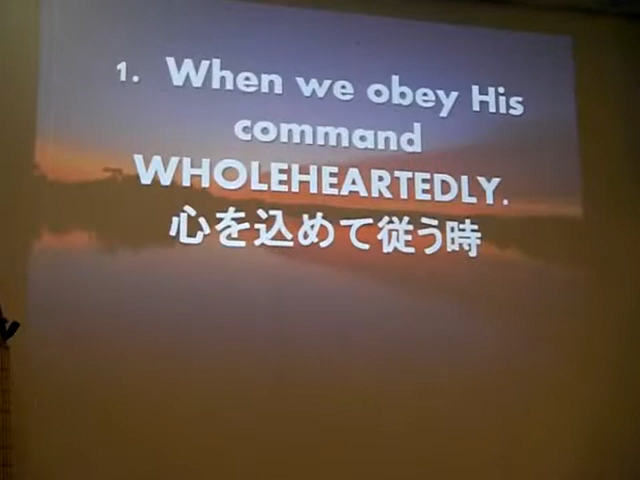 1. When we obey His
command
WHOLEHEARTEDLY.
心を込めて従う時